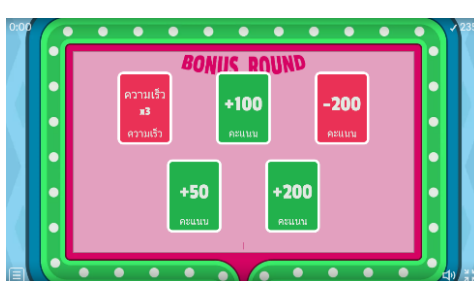 0:00
BONUS ROUND
ความเร็ว
x3
ความเร็ว
+100
คะแนน
-200
คะแนน
+50
คะแนน
+200
คะแนน